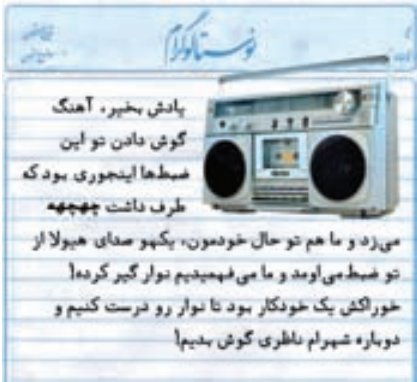 نوستالوگرام
یادش بخیر، آهنگ
گوش دادن تو این
ضبط‌ها اینجوری بود که
طرف داشت چهچهه
می‌زد و ما هم تو حال خودمون، یکهو صدای هیولا از
تو ضبط می‌اومد و ما می‌فهمیدیم نوار گیر کرده!
خوراکش یک خودکار بود تا نوار رو درست کنیم و
دوباره شهرام ناظری گوش بدیم!